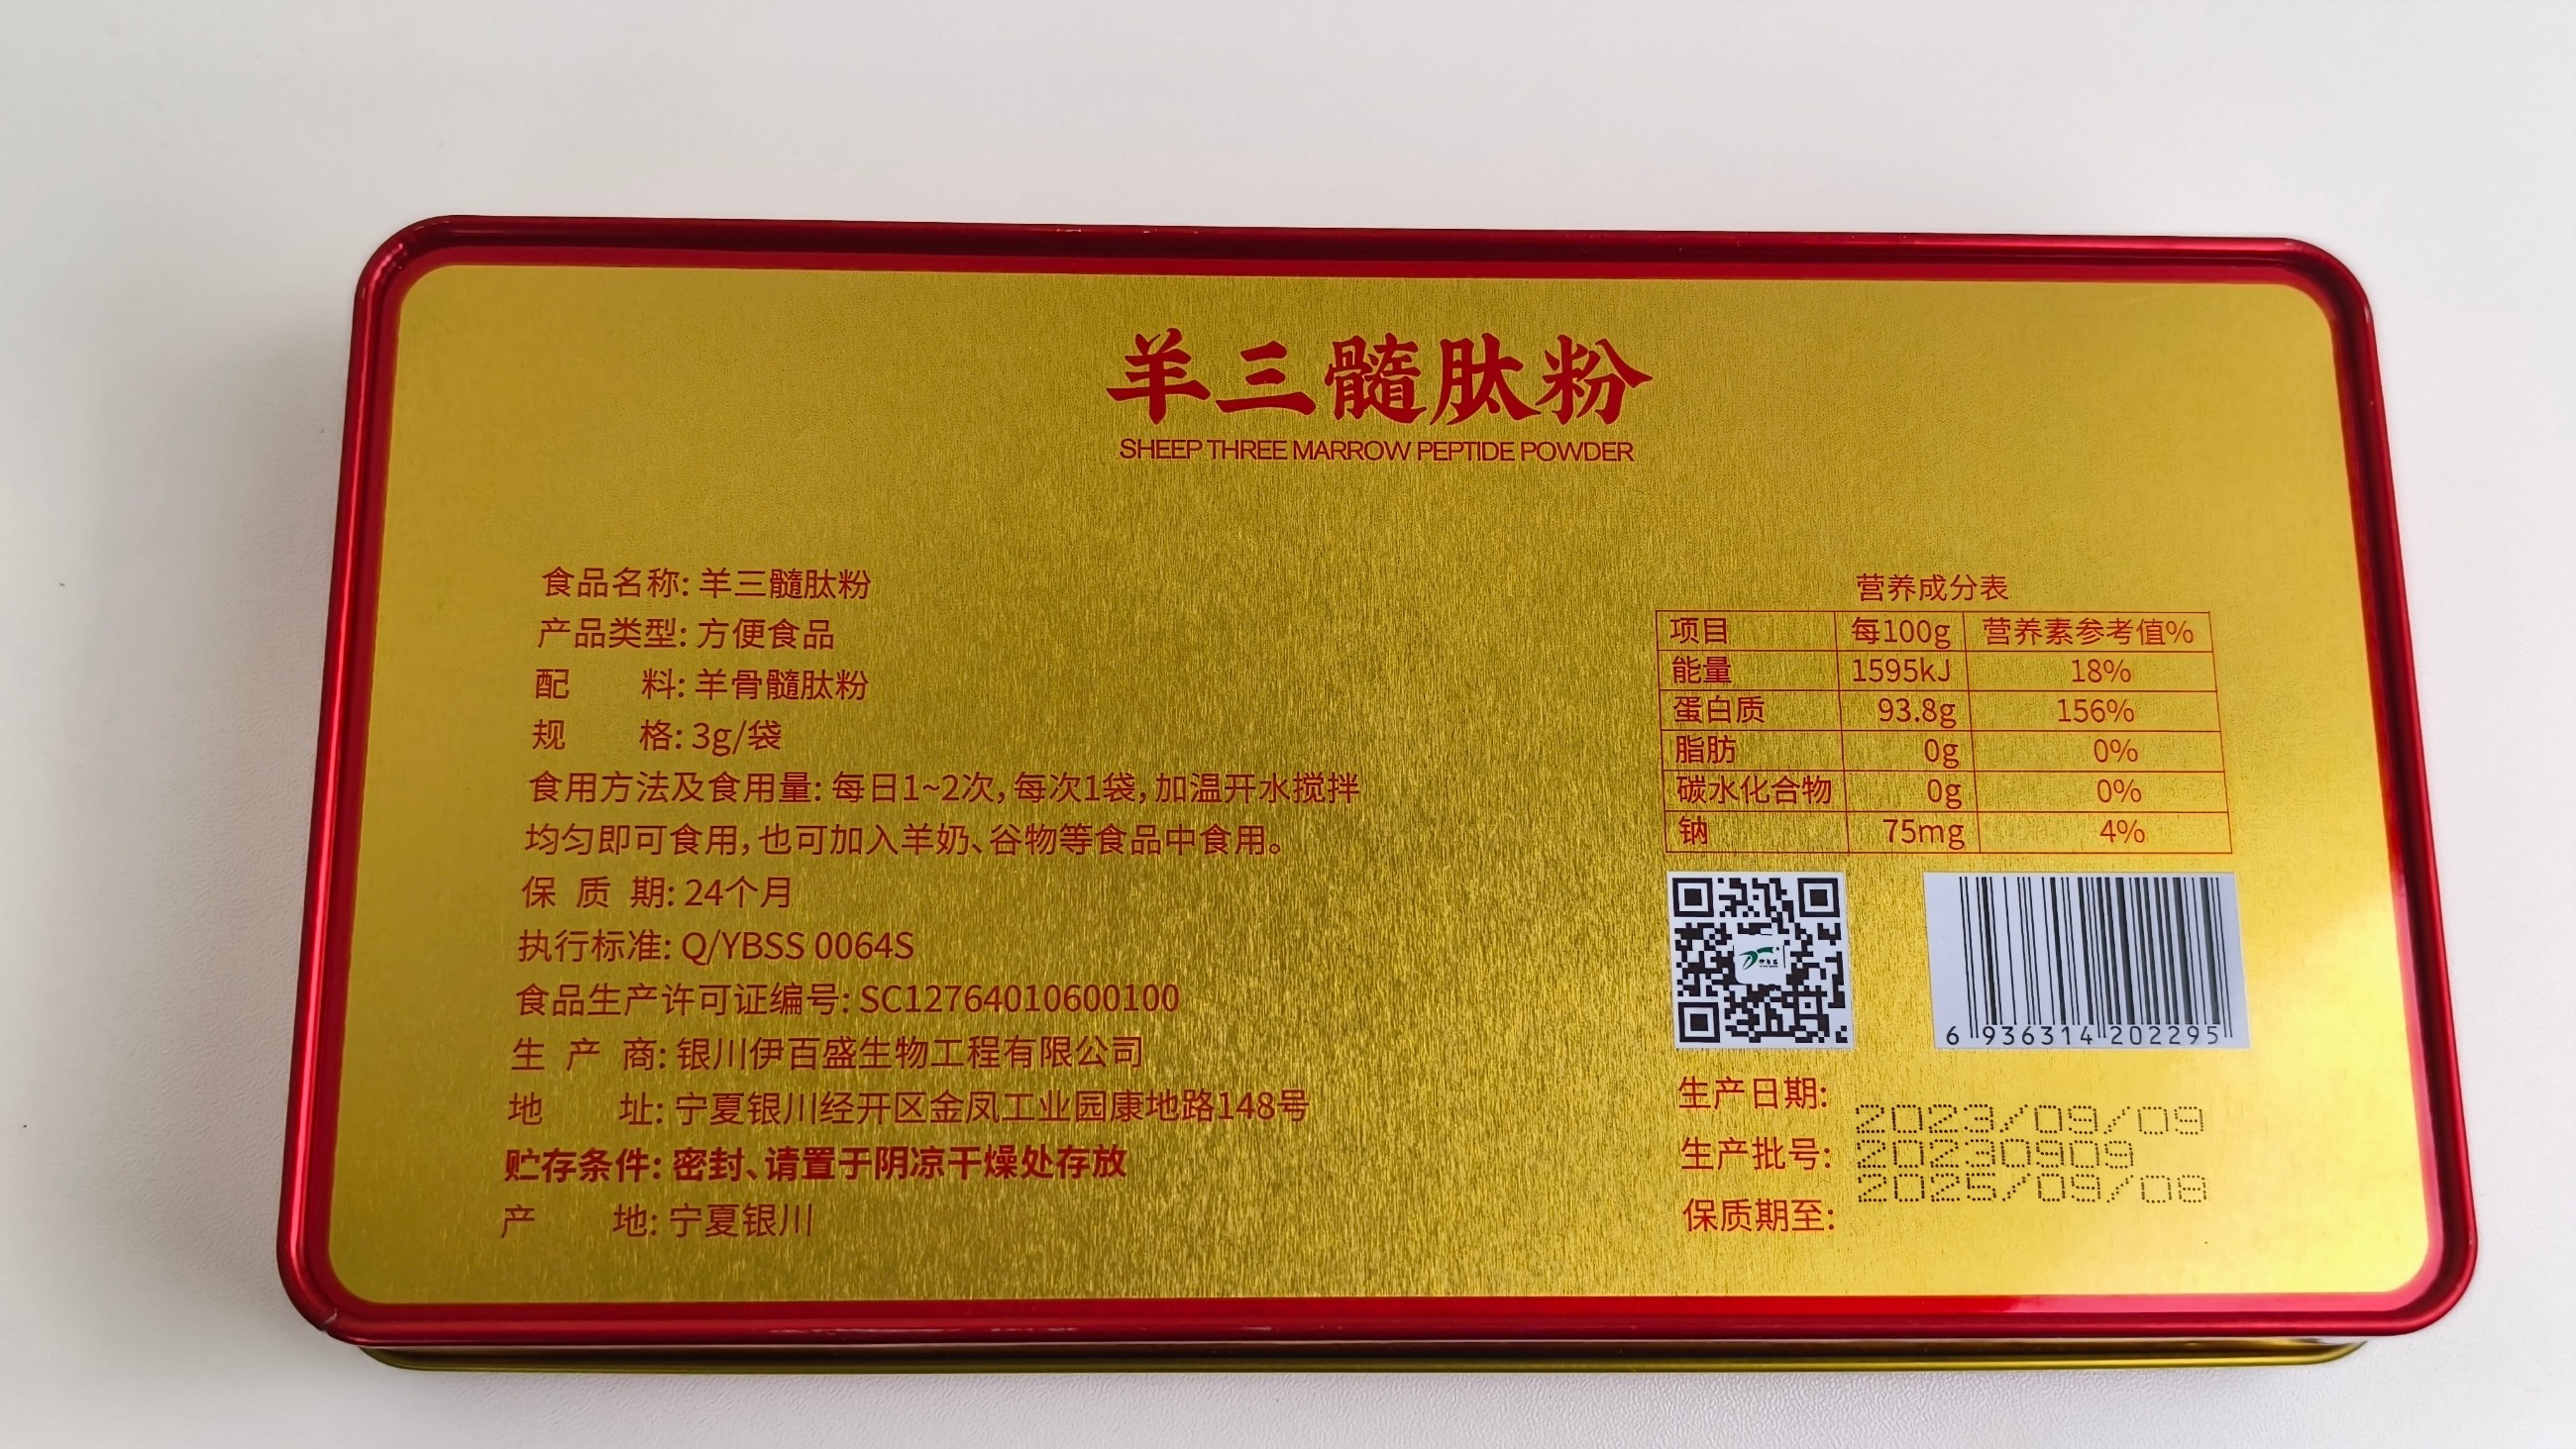 羊三髓肽粉
SHEEP THREE MARROW PEPTIDE POWDER
食品名称: 羊三髓肽粉
产品类型: 方便食品
配 料: 羊骨髓肽粉
规 格: 3g/袋
食用方法及食用量: 每日1~2次, 每次1袋, 加温开水搅拌
均匀即可食用, 也可加入羊奶、谷物等食品中食用。
保 质 期: 24个月
执行标准: Q/YBSS 0064S
食品生产许可证编号: SC12764010600100
生 产 商: 银川伊百盛生物工程有限公司
地 址: 宁夏银川经开区金凤工业园康地路148号
贮存条件: 密封、请置于阴凉干燥处存放
产 地: 宁夏银川
营养成分表
项目 每100g 营养素参考值%
能量 1595kJ 18%
蛋白质 93.8g 156%
脂肪 0g 0%
碳水化合物 0g 0%
钠 75mg 4%
6 936314 202295
生产日期: 2023/09/09
生产批号: 20230909
保质期至: 2025/09/08